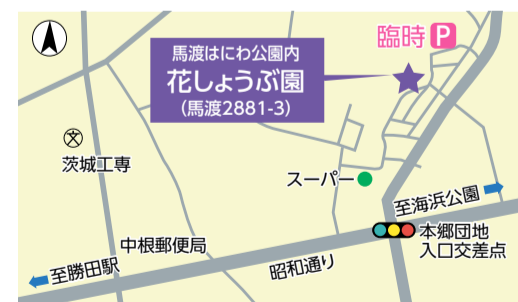 臨時 P
馬渡はにわ公園内
花しょうぶ園
(馬渡2881-3)
文
茨城工専
スーパー
至海浜公園
本郷団地
入口交差点
中根郵便局
昭和通り
至勝田駅